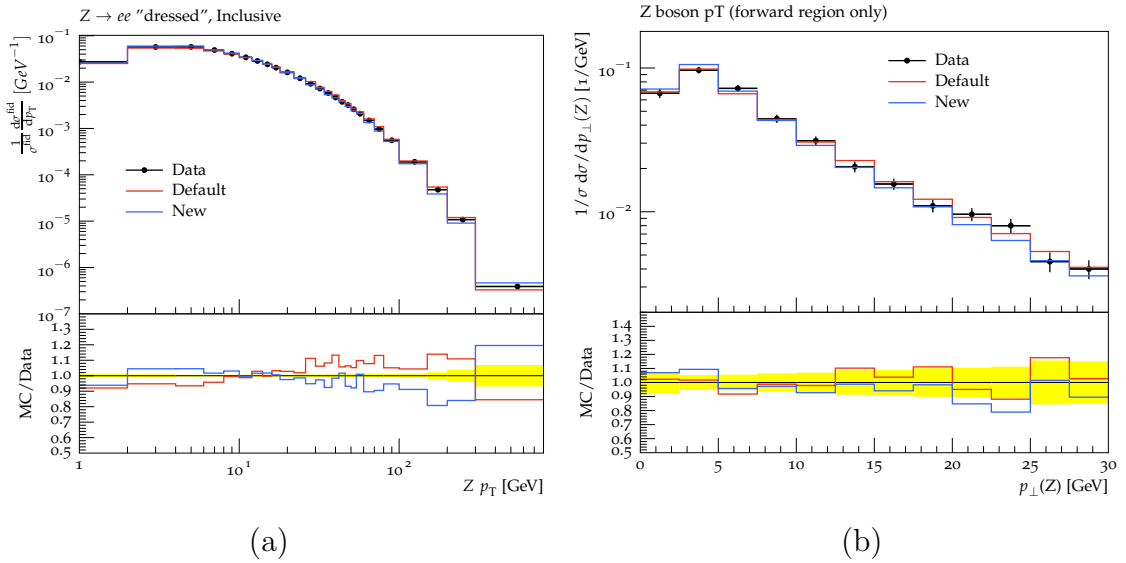 Z → ee "dressed", Inclusive
1/σ^fid dσ^fid/dp_T [GeV^−1]
10^−1
10^−2
10^−3
10^−4
10^−5
10^−6
10^−7
Data
Default
New
MC/Data
1.3
1.2
1.1
1.0
0.9
0.8
0.7
0.6
0.5
1
10^1
10^2
Z p_T [GeV]
(a)
Z boson pT (forward region only)
1/σ dσ/dp_⊥(Z) [1/GeV]
10^−1
10^−2
Data
Default
New
MC/Data
1.4
1.3
1.2
1.1
1.0
0.9
0.8
0.7
0.6
0.5
0
5
10
15
20
25
30
p_⊥(Z) [GeV]
(b)